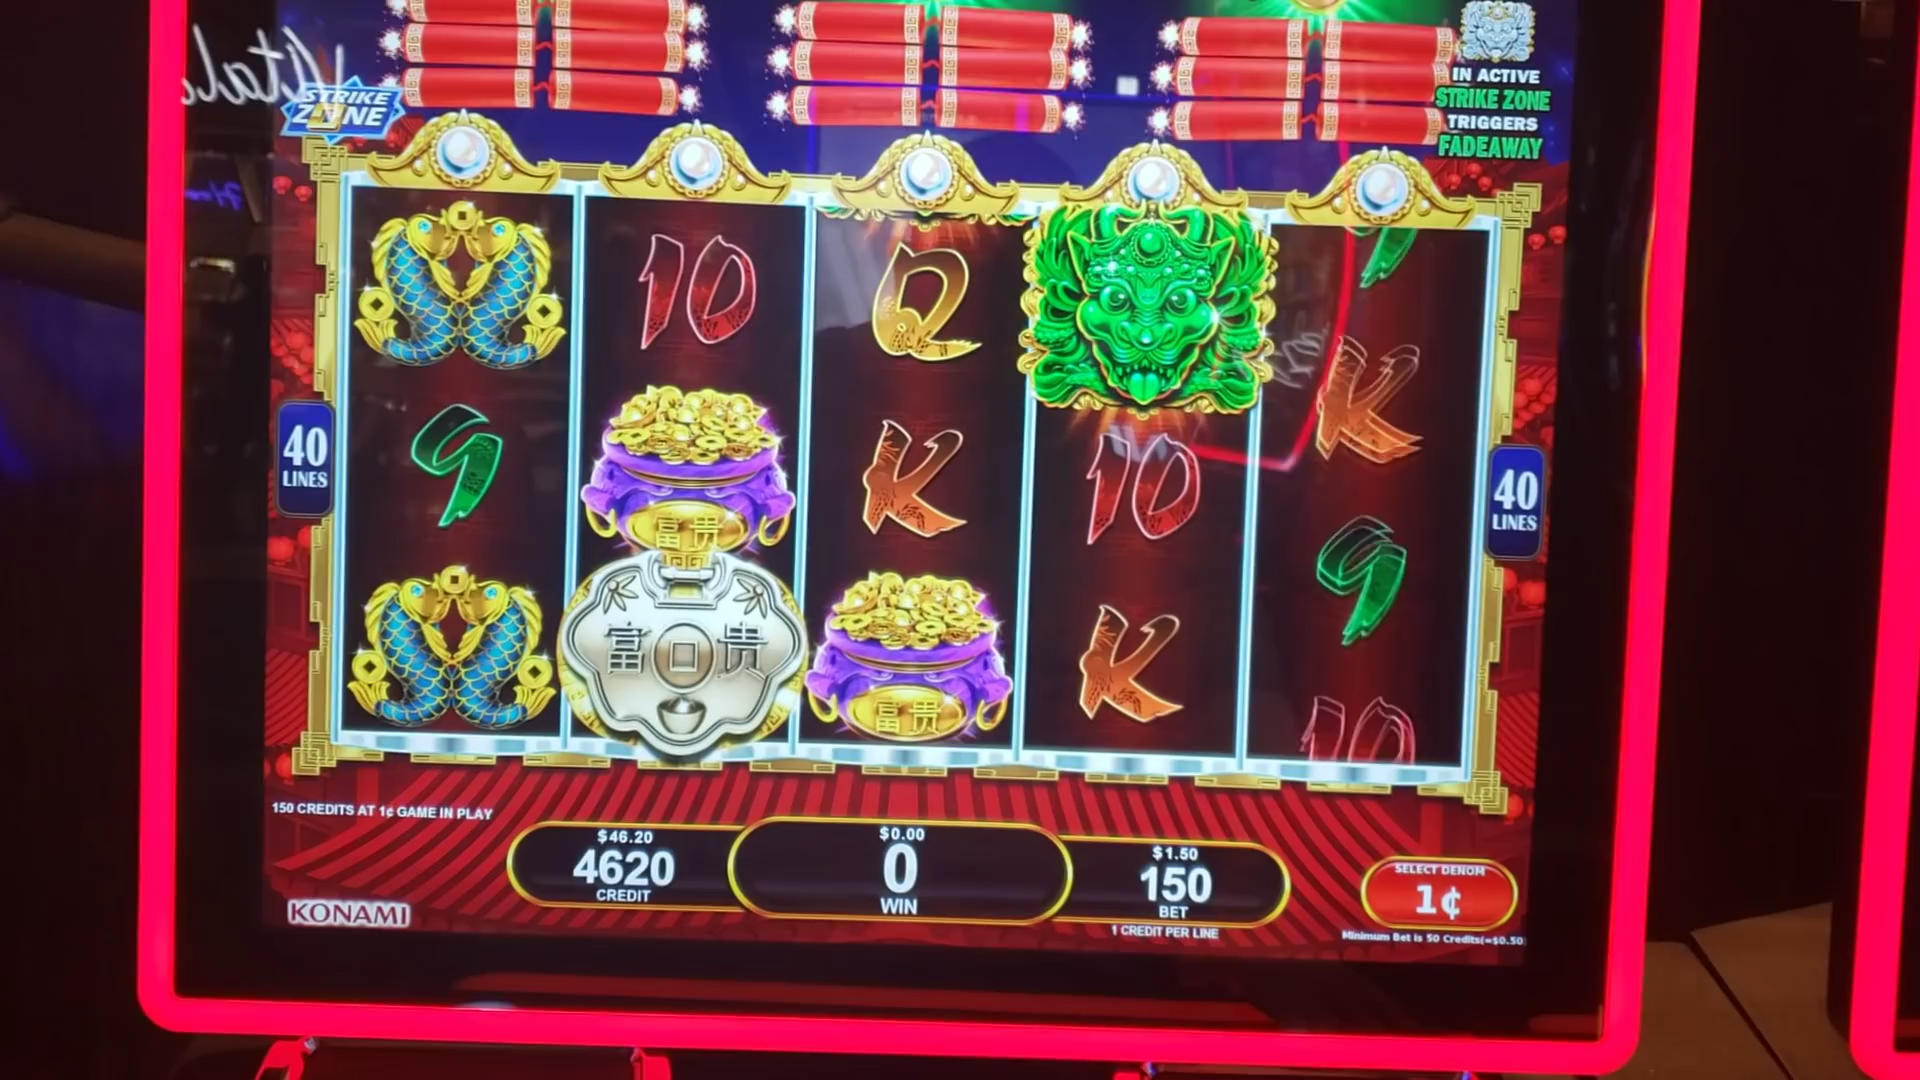 STRIKE
ZONE
IN ACTIVE
STRIKE ZONE
TRIGGERS
FADEAWAY
10
Q
9
K
9
K
10
9
富贵
富贵
K
富贵
10
40
LINES
40
LINES
150 CREDITS AT 1¢ GAME IN PLAY
$46.20
4620
CREDIT
$0.00
0
WIN
$1.50
150
BET
1 CREDIT PER LINE
SELECT DENOM
1¢
Minimum Bet is 50 Credits(=$0.50)
KONAMI